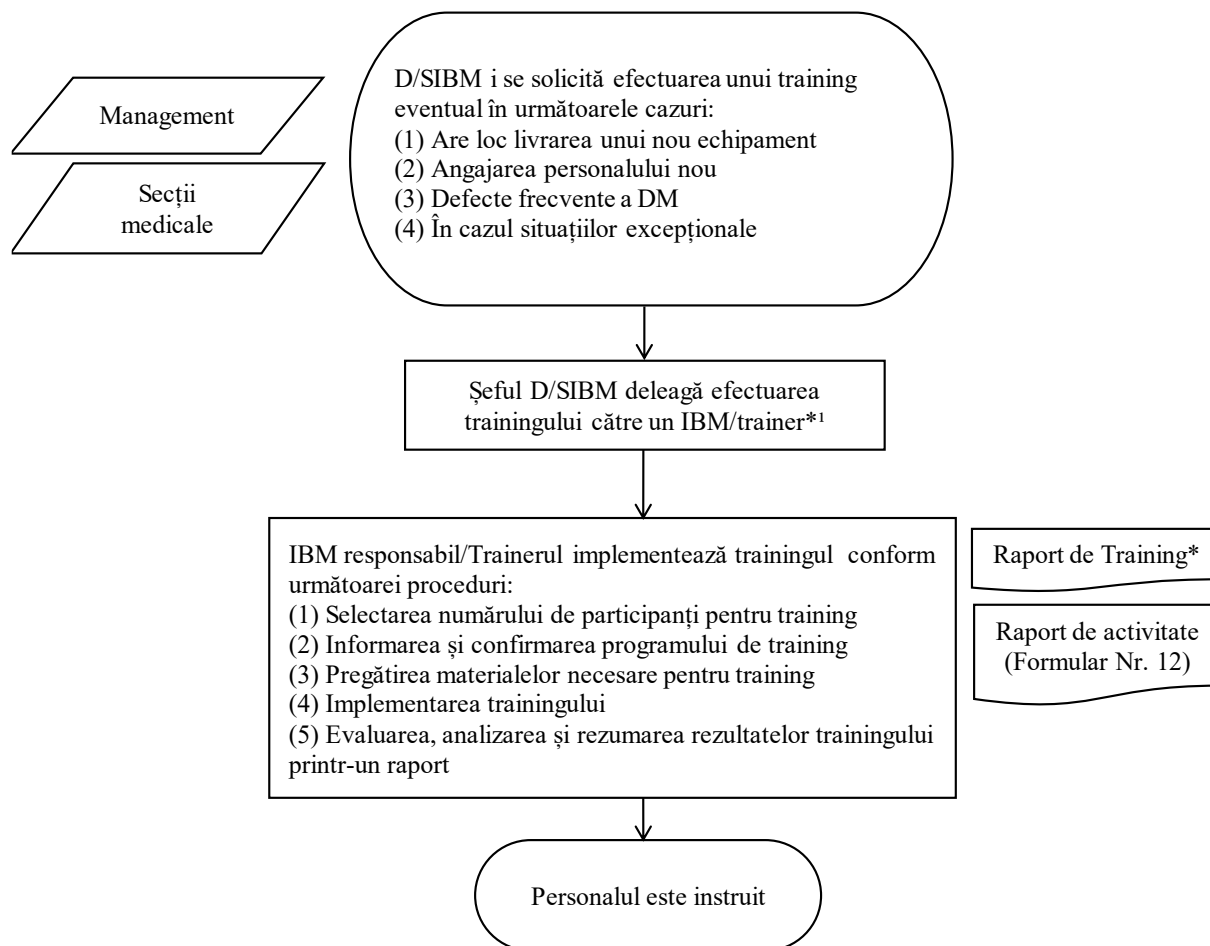 Management
Secții
medicale
D/SIBM i se solicită efectuarea unui training
eventual în următoarele cazuri:
(1) Are loc livrarea unui nou echipament
(2) Angajarea personalului nou
(3) Defecte frecvente a DM
(4) În cazul situațiilor excepționale
Șeful D/SIBM deleagă efectuarea
trainingului către un IBM/trainer*¹
IBM responsabil/Trainerul implementează trainingul conform
următoarei proceduri:
(1) Selectarea numărului de participanți pentru training
(2) Informarea și confirmarea programului de training
(3) Pregătirea materialelor necesare pentru training
(4) Implementarea trainingului
(5) Evaluarea, analizarea și rezumarea rezultatelor trainingului
printr-un raport
Raport de Training*
Raport de activitate
(Formular Nr. 12)
Personalul este instruit